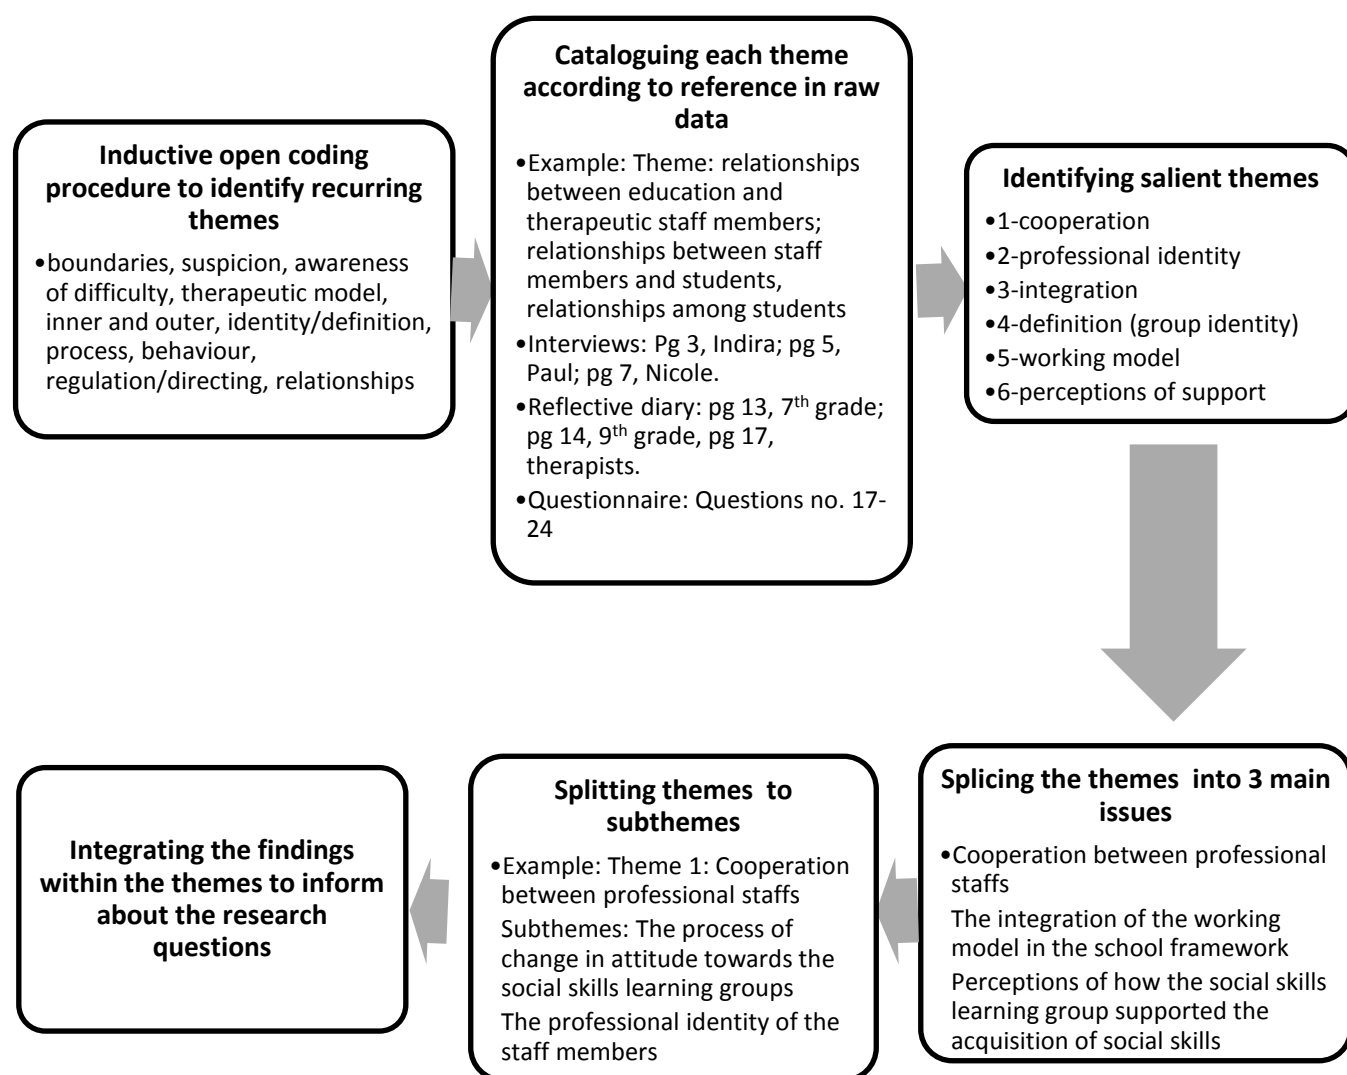 Inductive open coding
procedure to identify recurring
themes
•boundaries, suspicion, awareness
of difficulty, therapeutic model,
inner and outer, identity/definition,
process, behaviour,
regulation/directing, relationships
Cataloguing each theme
according to reference in raw
data
•Example: Theme: relationships
between education and
therapeutic staff members;
relationships between staff
members and students,
relationships among students
•Interviews: Pg 3, Indira; pg 5,
Paul; pg 7, Nicole.
•Reflective diary: pg 13, 7th grade;
pg 14, 9th grade, pg 17,
therapists.
•Questionnaire: Questions no. 17-
24
Identifying salient themes
•1-cooperation
•2-professional identity
•3-integration
•4-definition (group identity)
•5-working model
•6-perceptions of support
Splicing the themes into 3 main
issues
•Cooperation between professional
staffs
The integration of the working
model in the school framework
Perceptions of how the social skills
learning group supported the
acquisition of social skills
Splitting themes to
subthemes
•Example: Theme 1: Cooperation
between professional staffs
Subthemes: The process of
change in attitude towards the
social skills learning groups
The professional identity of the
staff members
Integrating the findings
within the themes to inform
about the research
questions